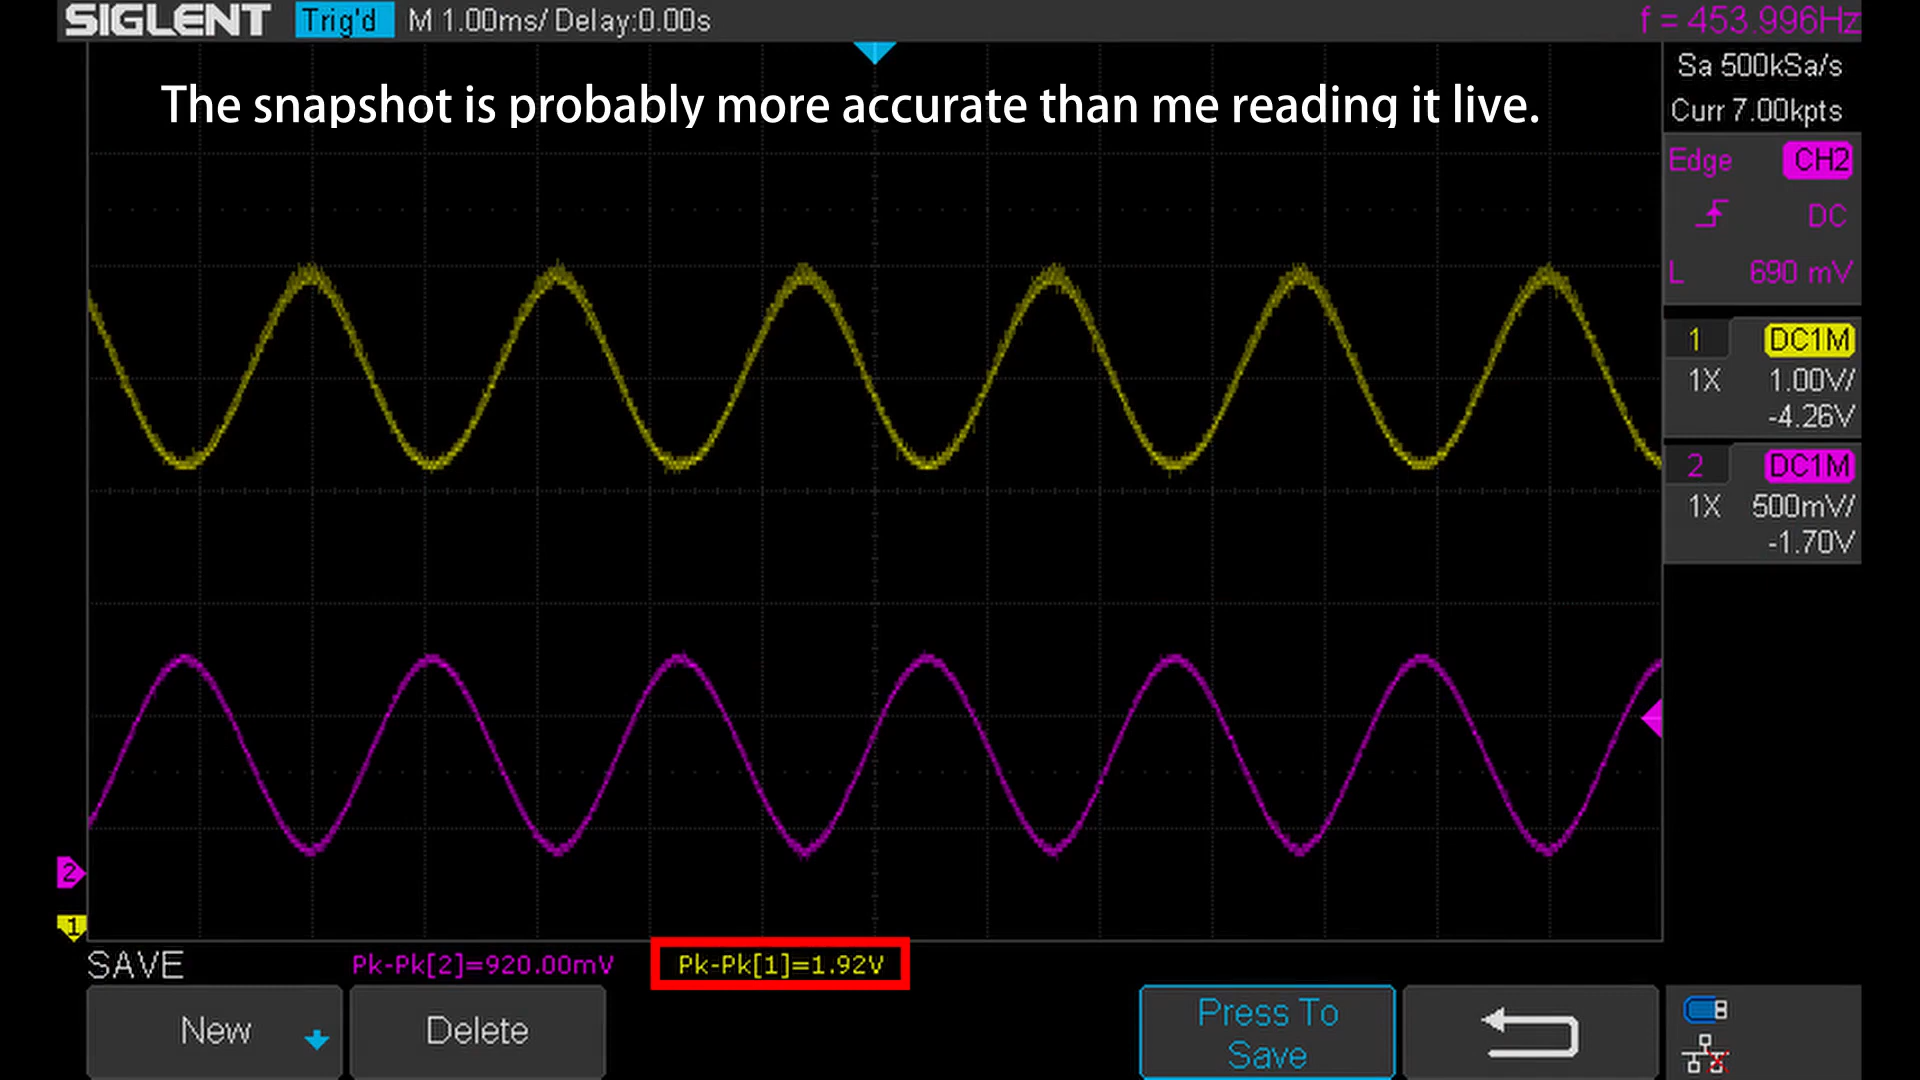 SIGLENT Trig'd M 1.00ms/ Delay:0.00s f = 453.996Hz
Sa 500kSa/s
The snapshot is probably more accurate than me reading it live.
Curr 7.00kpts
Edge CH2
DC
L 690 mV
1 DC1M
1X 1.00V/
-4.26V
2 DC1M
1X 500mV/
-1.70V
2
1
SAVE Pk-Pk[2]=920.00mV Pk-Pk[1]=1.92V
New Delete Press To
Save